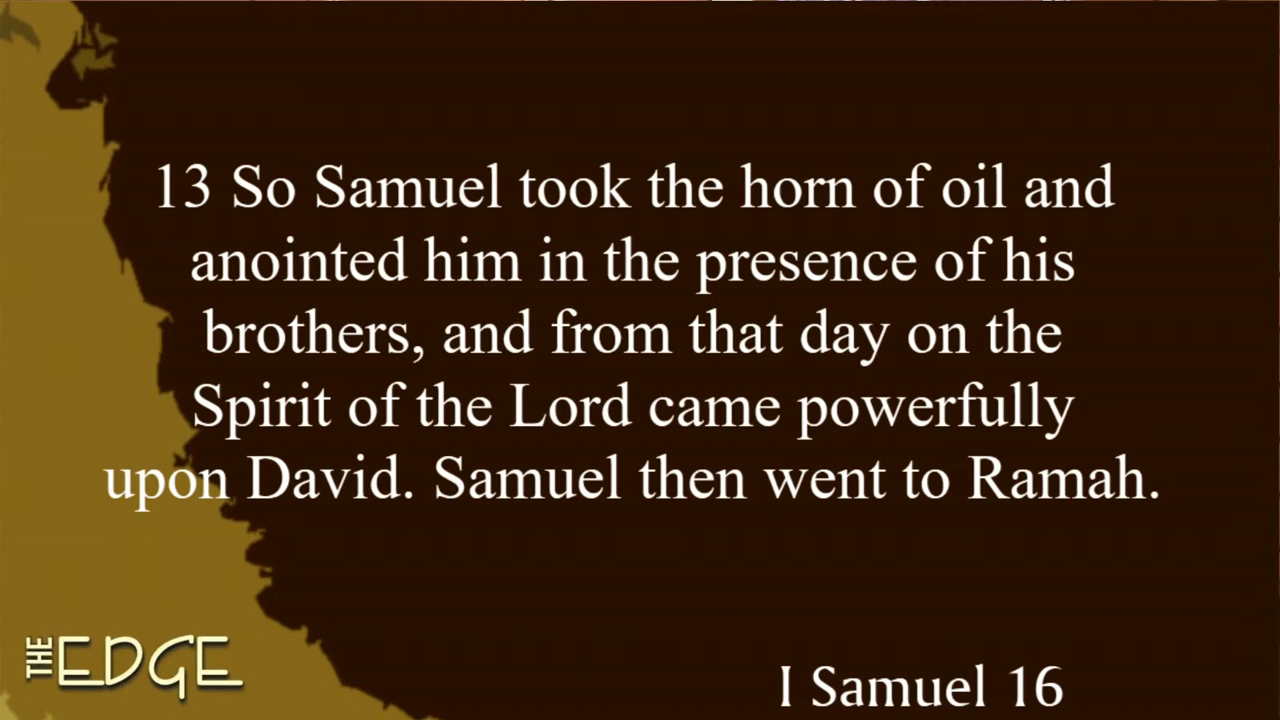 13 So Samuel took the horn of oil and
anointed him in the presence of his
brothers, and from that day on the
Spirit of the Lord came powerfully
upon David. Samuel then went to Ramah.
THE EDGE
I Samuel 16